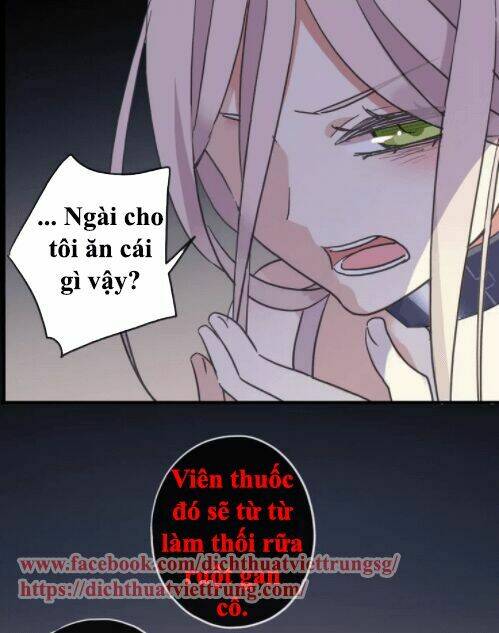 ... Ngài cho
tôi ăn cái
gì vậy?
Viên thuốc
đó sẽ từ từ
làm thối rữa
www.facebook.com/dichthuatviettrungsg/
ruột gan
https://dichthuatviettrung.com/
cô.